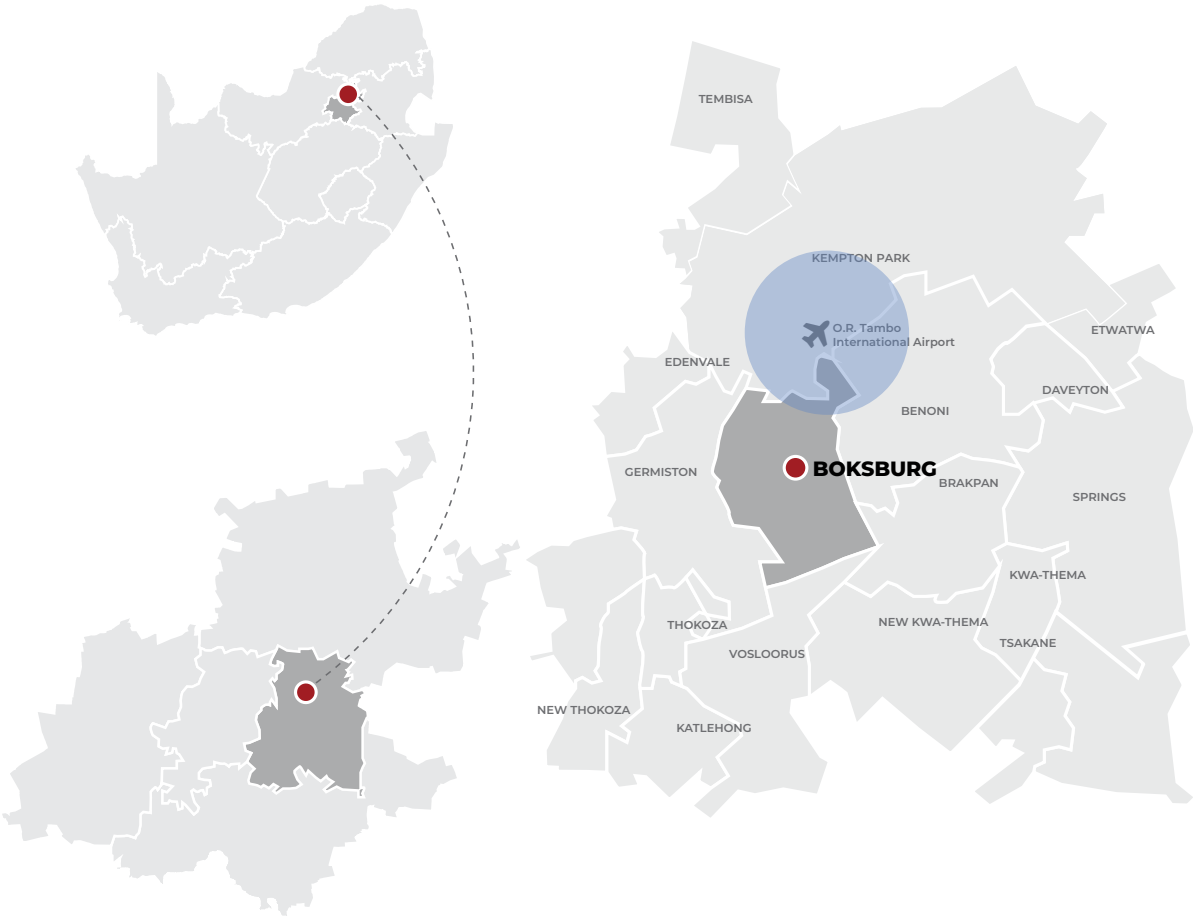 TEMBISA
KEMPTON PARK
O.R. Tambo
International Airport
ETWATWA
EDENVALE
DAVEYTON
BENONI
BOKSBURG
GERMISTON
BRAKPAN
SPRINGS
KWA-THEMA
NEW KWA-THEMA
THOKOZA
TSAKANE
VOSLOORUS
NEW THOKOZA
KATLEHONG